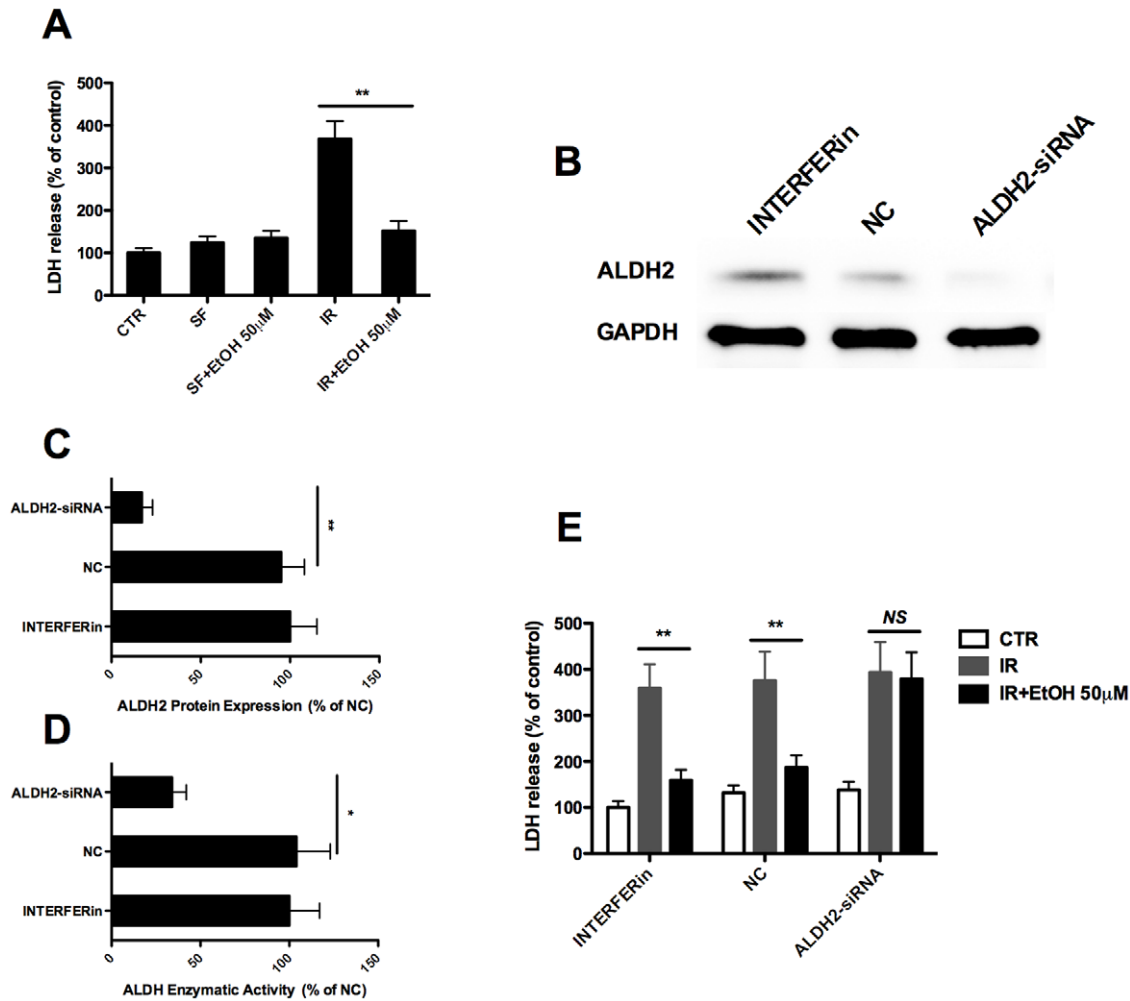 A
LDH release (% of control)
500
400
300
200
100
0
**
CTR
SF
SF+EtOH 50μM
IR
IR+EtOH 50μM
B
INTERFERin
NC
ALDH2-siRNA
ALDH2
GAPDH
C
ALDH2-siRNA
NC
INTERFERin
**
0
50
100
150
ALDH2 Protein Expression (% of NC)
D
ALDH2-siRNA
NC
INTERFERin
*
0
50
100
150
ALDH Enzymatic Activity (% of NC)
E
LDH release (% of control)
500
400
300
200
100
0
**
**
NS
INTERFERin
NC
ALDH2-siRNA
CTR
IR
IR+EtOH 50μM